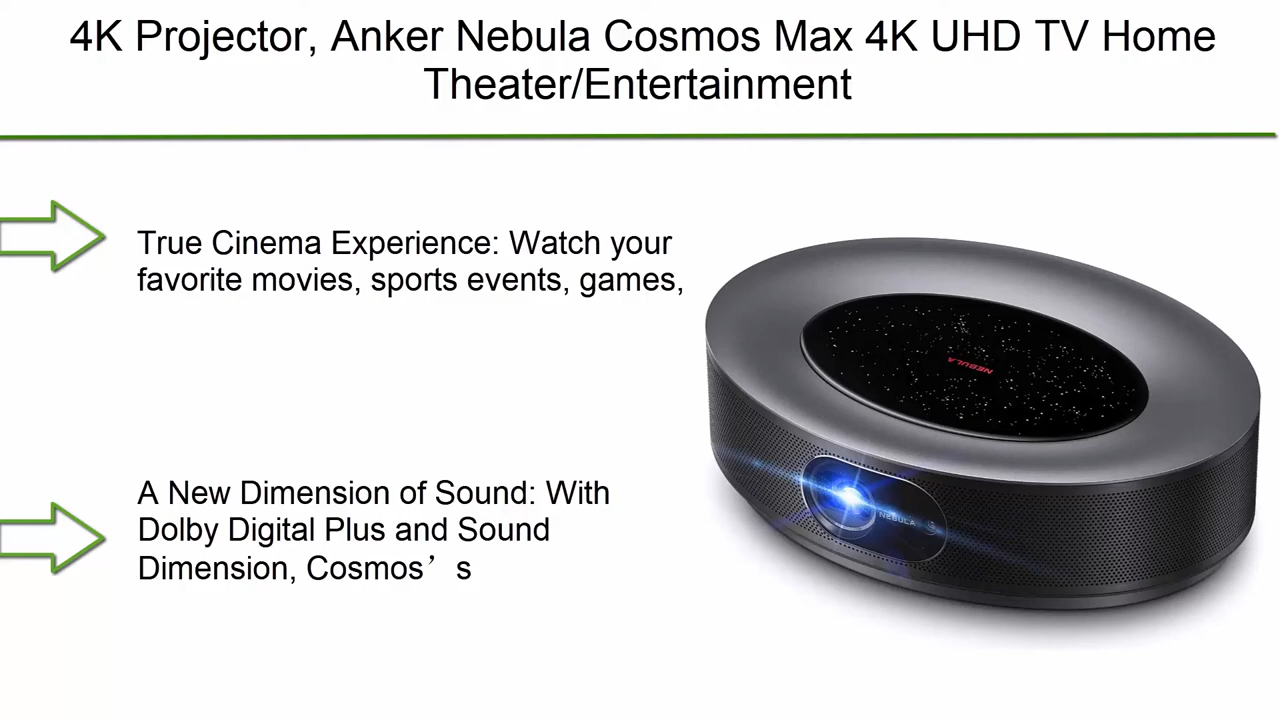 4K Projector, Anker Nebula Cosmos Max 4K UHD TV Home
Theater/Entertainment
True Cinema Experience: Watch your
favorite movies, sports events, games,
NEBULA
A New Dimension of Sound: With
Dolby Digital Plus and Sound
Dimension, Cosmos’ s
NEBULA